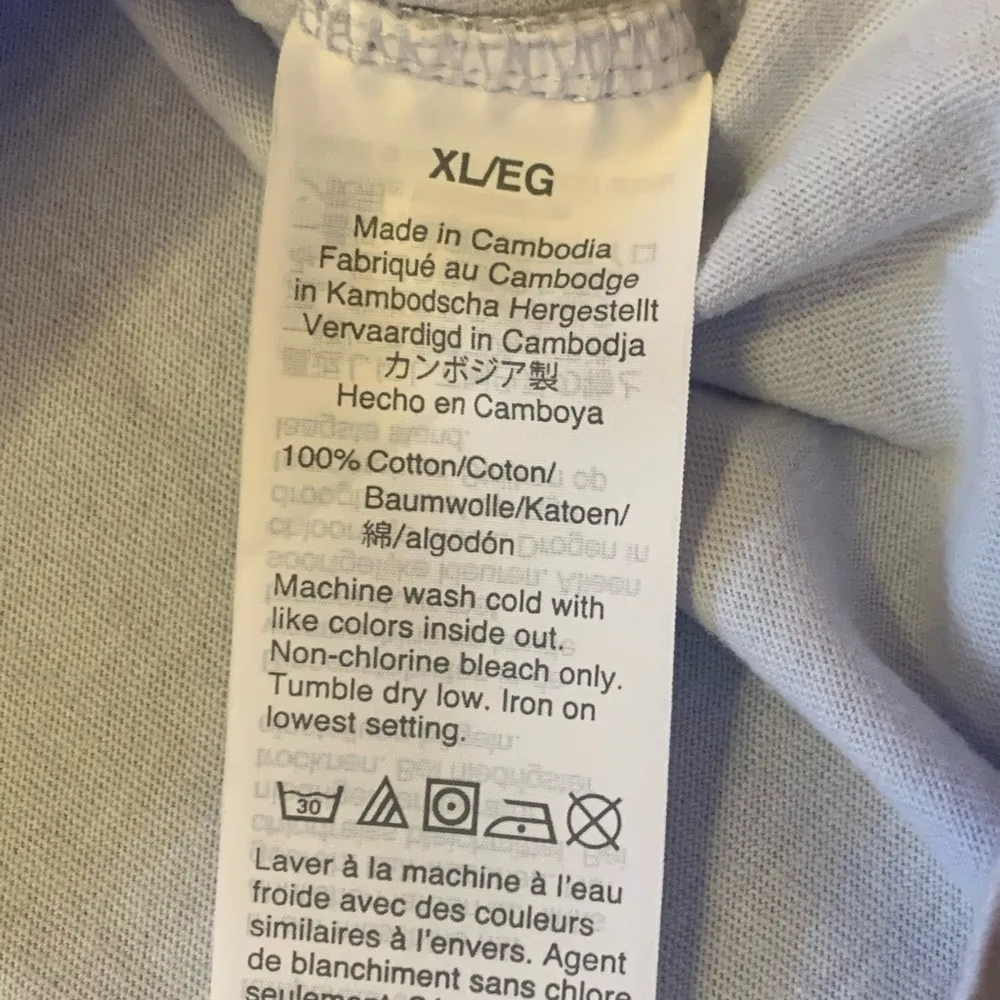 XL/EG
Made in Cambodia
Fabriqué au Cambodge
in Kambodscha Hergestellt
Vervaardigd in Cambodja
カンボジア製
Hecho en Camboya
100% Cotton/Coton/
Baumwolle/Katoen/
綿/algodón
Machine wash cold with
like colors inside out.
Non-chlorine bleach only.
Tumble dry low. Iron on
lowest setting.
30
Laver à la machine à l'eau
froide avec des couleurs
similaires à l'envers. Agent
de blanchiment sans chlore